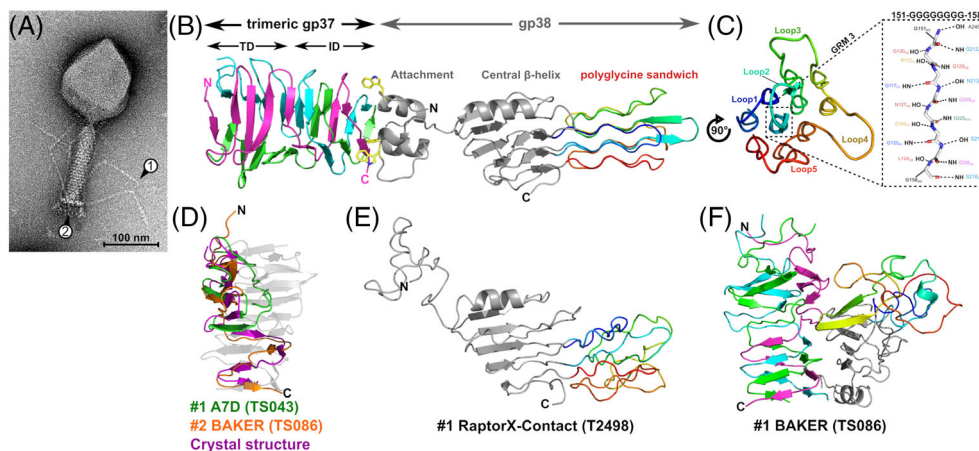 (A)
1
2
100 nm
(B)
trimeric gp37
gp38
TD
ID
Attachment
Central β-helix
polyglycine sandwich
N
N
C
C
(C)
Loop3
Loop2
Loop1
Loop4
Loop5
GRM 3
90°
151-GGGGGGGG-158
(D)
N
C
#1 A7D (TS043)
#2 BAKER (TS086)
Crystal structure
(E)
N
C
#1 RaptorX-Contact (T2498)
(F)
N
C
#1 BAKER (TS086)